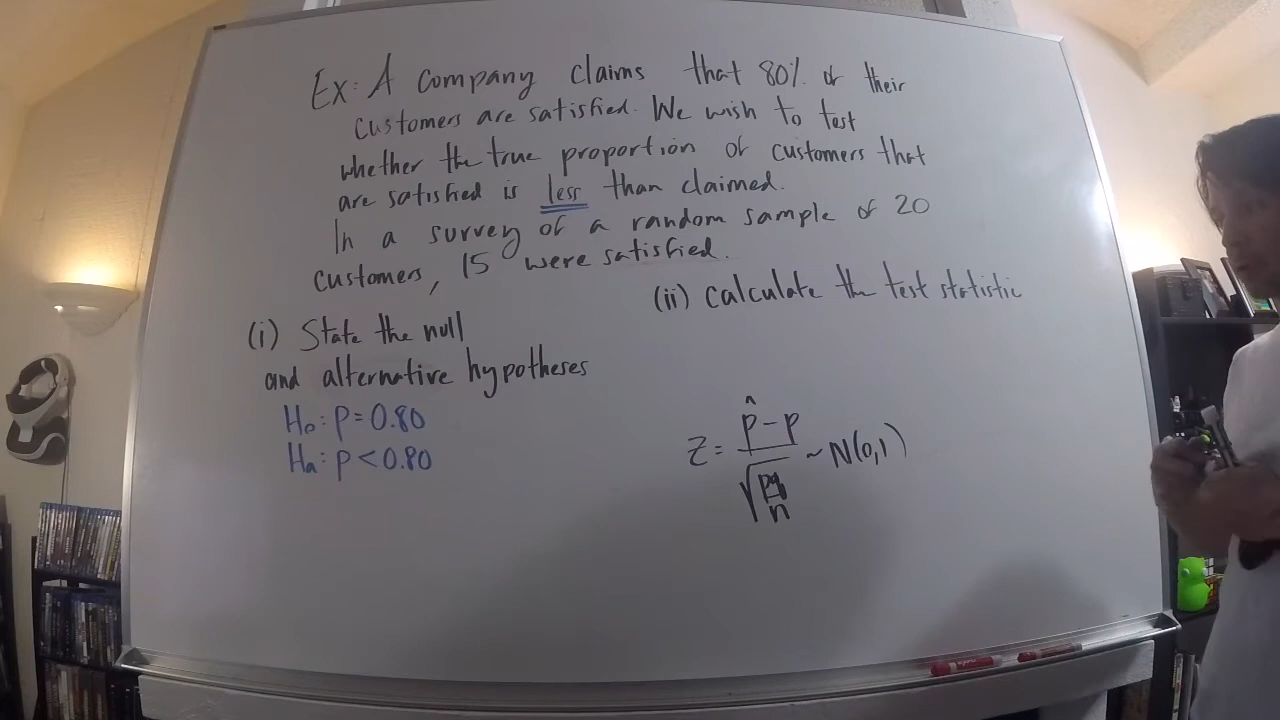 Ex: A company claims that 80% of their
customers are satisfied. We wish to test
whether the true proportion of customers that
are satisfied is less than claimed.
In a survey of a random sample of 20
customers, 15 were satisfied.
(i) State the null
and alternative hypotheses
H₀: p = 0.80
Hₐ: p < 0.80
(ii) Calculate the test statistic
Z = (p̂ - p) / √(pq/n) ~ N(0,1)